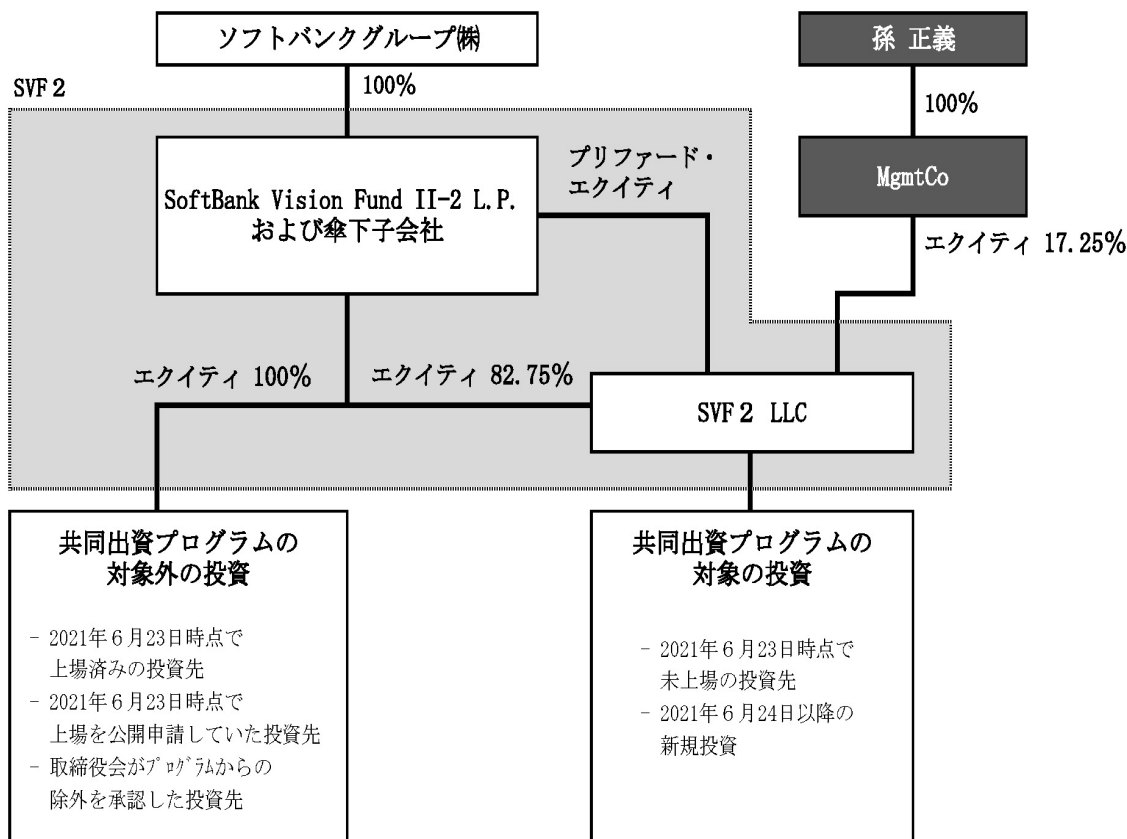 ソフトバンクグループ㈱
孫 正義
SVF２
100%
100%
SoftBank Vision Fund II-2 L.P.
および傘下子会社
プリファード・
エクイティ
MgmtCo
エクイティ 17.25%
エクイティ 100%
エクイティ 82.75%
SVF２ LLC
共同出資プログラムの
対象外の投資
- 2021年６月23日時点で
上場済みの投資先
- 2021年６月23日時点で
上場を公開申請していた投資先
- 取締役会がﾌﾟﾛｸﾞﾗﾑからの
除外を承認した投資先
共同出資プログラムの
対象の投資
- 2021年６月23日時点で
未上場の投資先
- 2021年６月24日以降の
新規投資